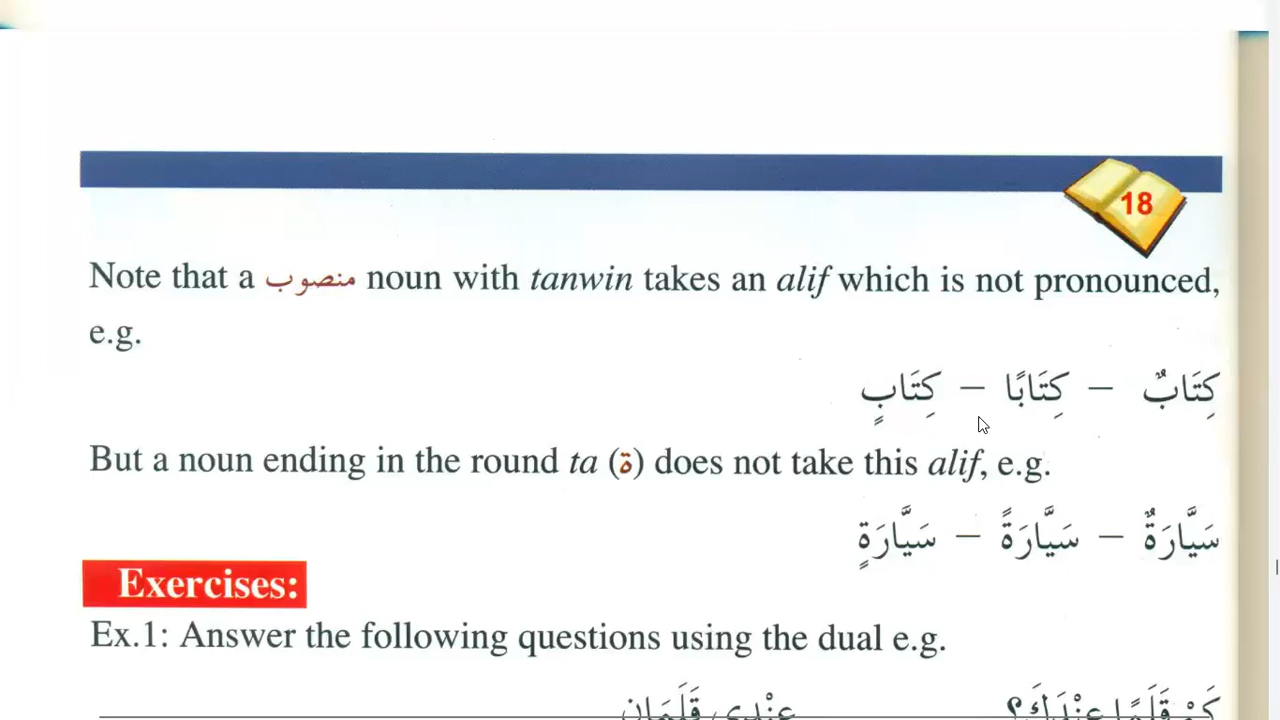 18
Note that a منصوب noun with tanwin takes an alif which is not pronounced,
e.g.
كِتَابٌ – كِتَابًا – كِتَابٍ
But a noun ending in the round ta (ة) does not take this alif, e.g.
سَيَّارَةٌ – سَيَّارَةً – سَيَّارَةٍ
Exercises:
Ex.1: Answer the following questions using the dual e.g.
كَمْ قَلَمًا عِنْدَكَ؟ عِنْدِي قَلَمَانِ